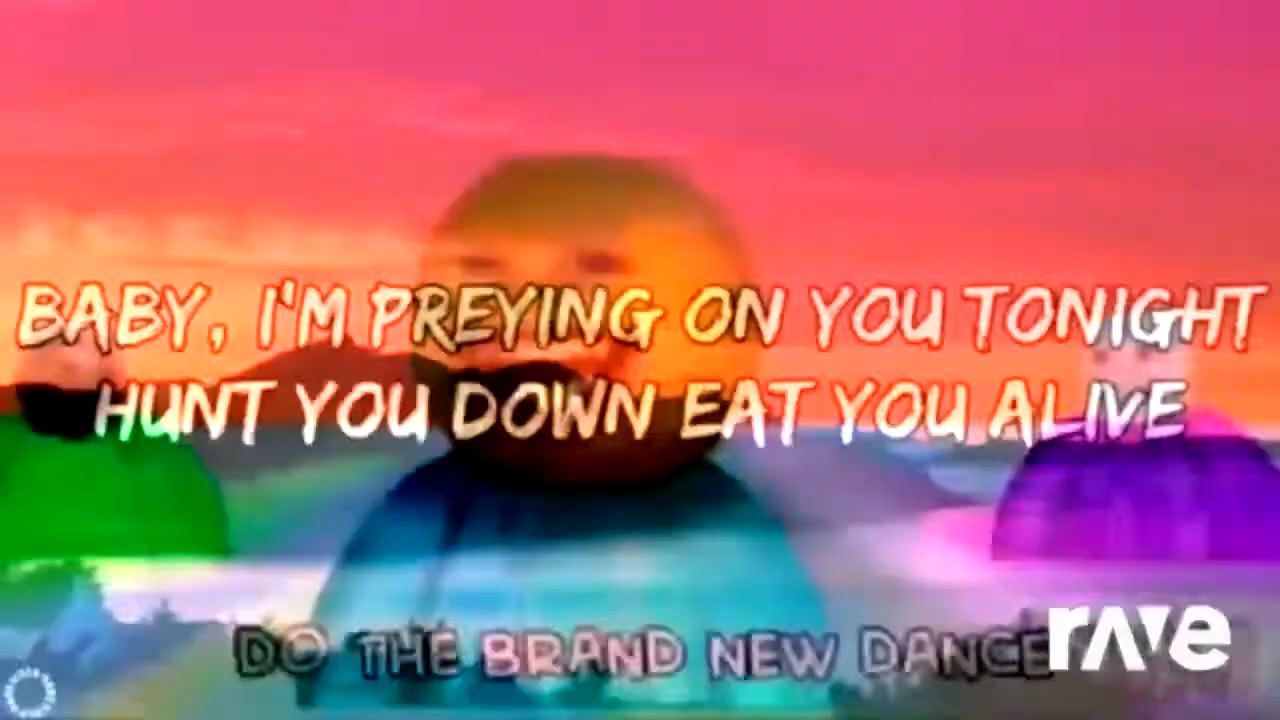 BABY, I'M PREYING ON YOU TONIGHT
HUNT YOU DOWN EAT YOU ALIVE
DO THE BRAND NEW DANCE
rave